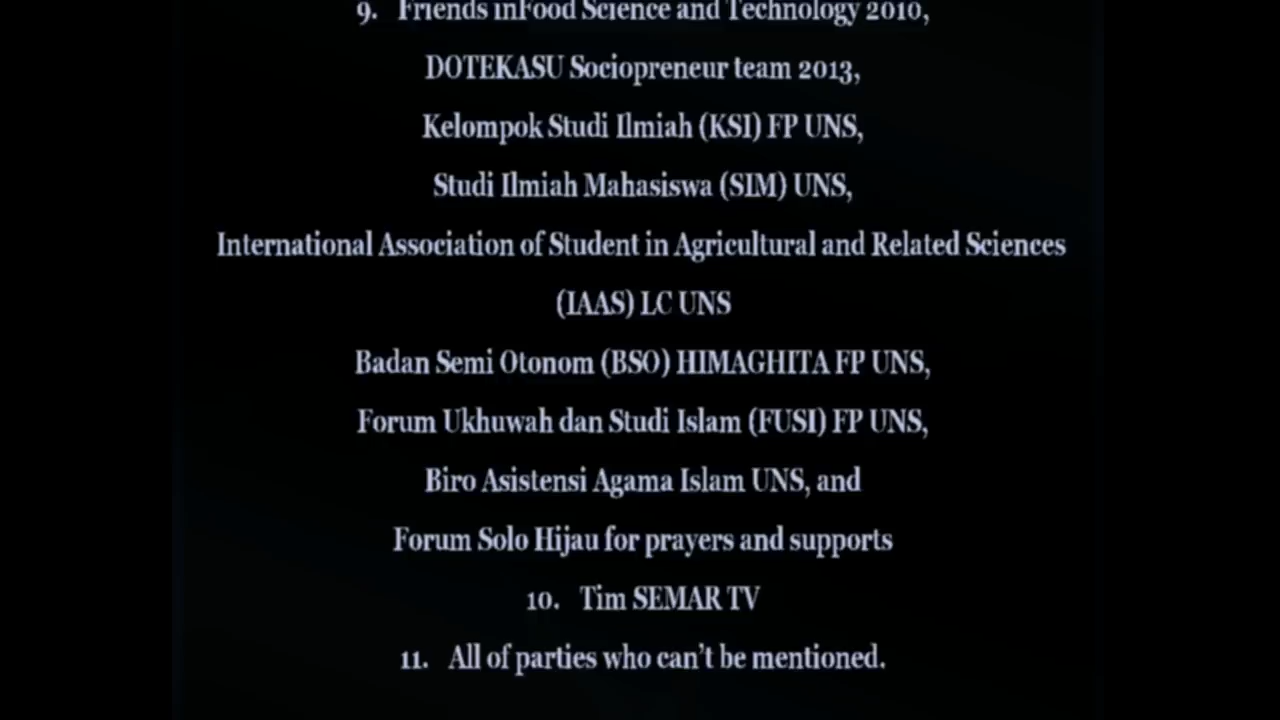 9. Friends inFood Science and Technology 2010,
DOTEKASU Sociopreneur team 2013,
Kelompok Studi Ilmiah (KSI) FP UNS,
Studi Ilmiah Mahasiswa (SIM) UNS,
International Association of Student in Agricultural and Related Sciences
(IAAS) LC UNS
Badan Semi Otonom (BSO) HIMAGHITA FP UNS,
Forum Ukhuwah dan Studi Islam (FUSI) FP UNS,
Biro Asistensi Agama Islam UNS, and
Forum Solo Hijau for prayers and supports
10. Tim SEMAR TV
11. All of parties who can't be mentioned.